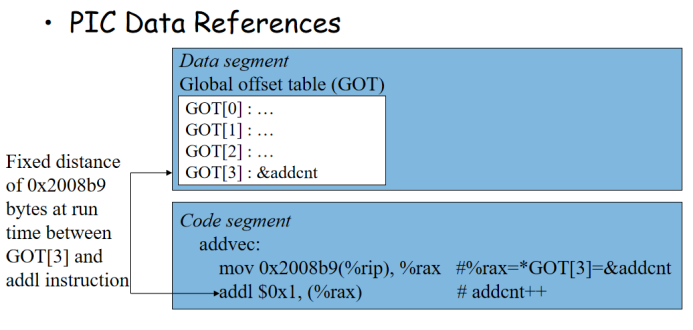 • PIC Data References
Data segment
Global offset table (GOT)
GOT[0] : …
GOT[1] : …
GOT[2] : …
GOT[3] : &addcnt
Fixed distance
of 0x2008b9
bytes at run
time between
GOT[3] and
addl instruction
Code segment
addvec:
mov 0x2008b9(%rip), %rax #%rax=*GOT[3]=&addcnt
addl $0x1, (%rax) # addcnt++